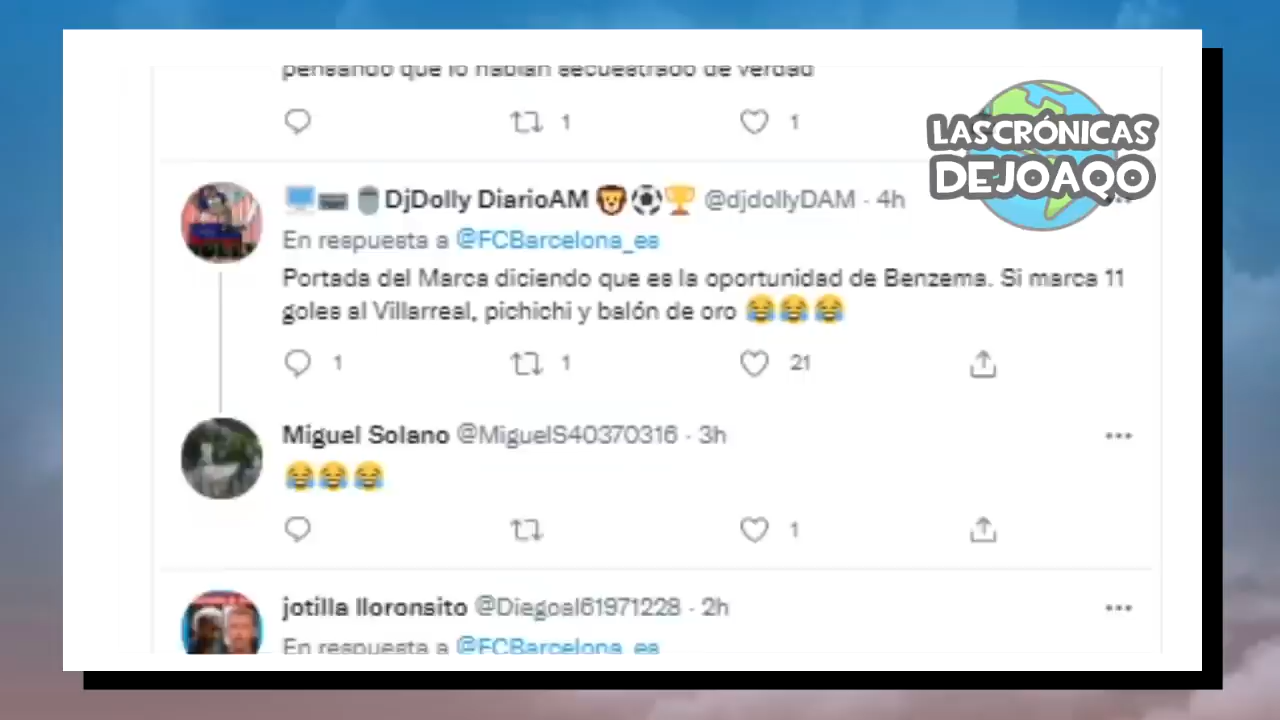 pensando que lo habían secuestrado de verdad
1 1
LAS CRÓNICAS
DE JOAQO
DjDolly DiarioAM @djdollyDAM · 4h
En respuesta a @FCBarcelona_es
Portada del Marca diciendo que es la oportunidad de Benzema. Si marca 11
goles al Villarreal, pichichi y balón de oro 😂😂😂
1 1 21
Miguel Solano @MiguelS40370316 · 3h
😂😂😂
1
jotilla lloronsito @Diegoal61971228 · 2h
En respuesta a @FCBarcelona_es